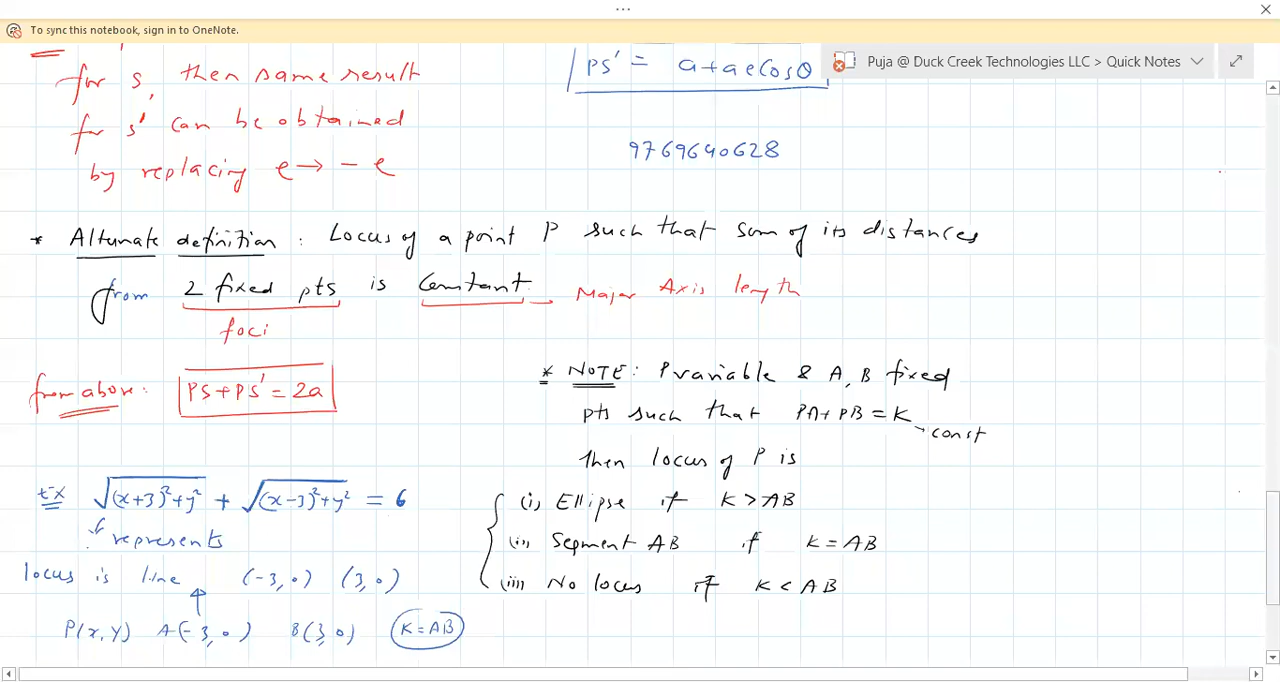 To sync this notebook, sign in to OneNote.
Puja @ Duck Creek Technologies LLC > Quick Notes
for s, then same result
for s' can be obtained
by replacing e → - e
PS' = a + ae Cos θ
9769640628
* Alternate definition : Locus of a point P such that sum of its distances
from 2 fixed pts is Constant → Major Axis length
foci
from above : PS + PS' = 2a
* NOTE : P variable & A, B fixed
pts such that PA + PB = K → const
then locus of P is
(i) Ellipse if K > AB
(ii) Segment AB if K = AB
(iii) No locus if K < AB
Ex √(x+3)²+y² + √(x-3)²+y² = 6
represents
locus is line (-3, 0) (3, 0)
P(x, y) A(-3, 0) B(3, 0) K = AB